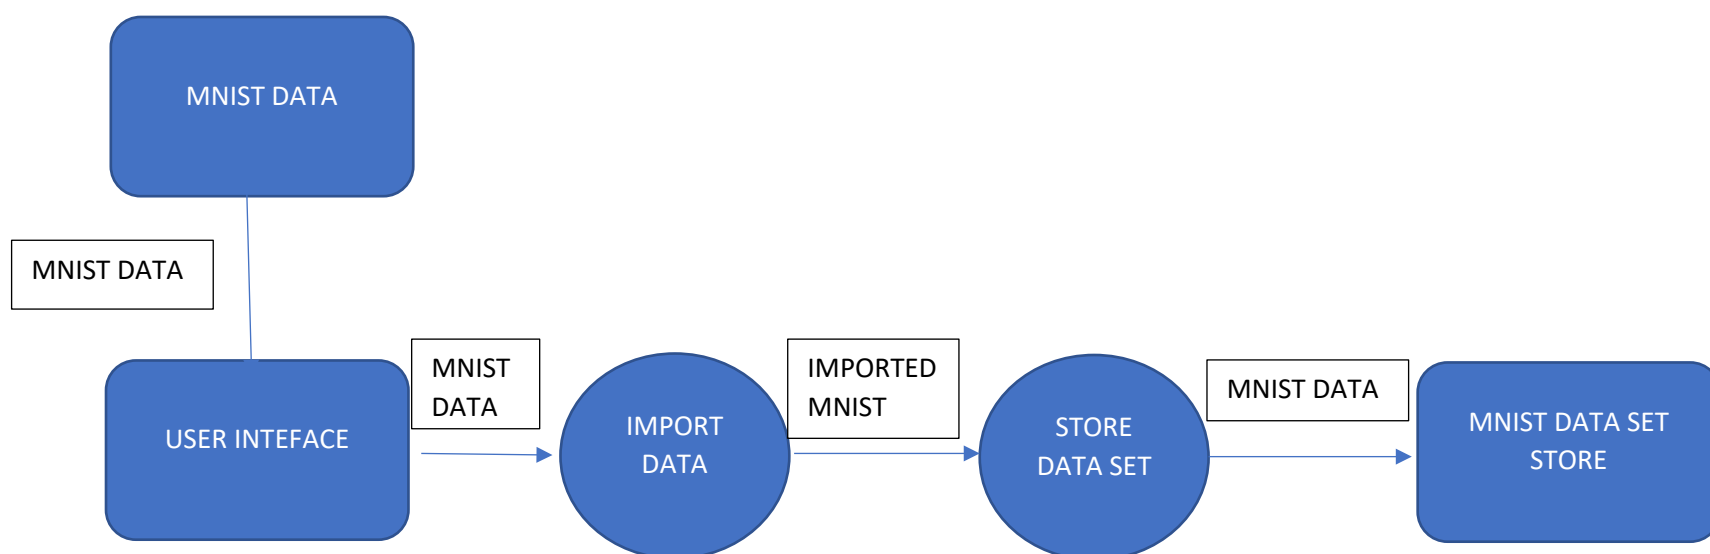 MNIST DATA
MNIST DATA
USER INTEFACE
MNIST
DATA
IMPORT
DATA
IMPORTED
MNIST
STORE
DATA SET
MNIST DATA
MNIST DATA SET
STORE